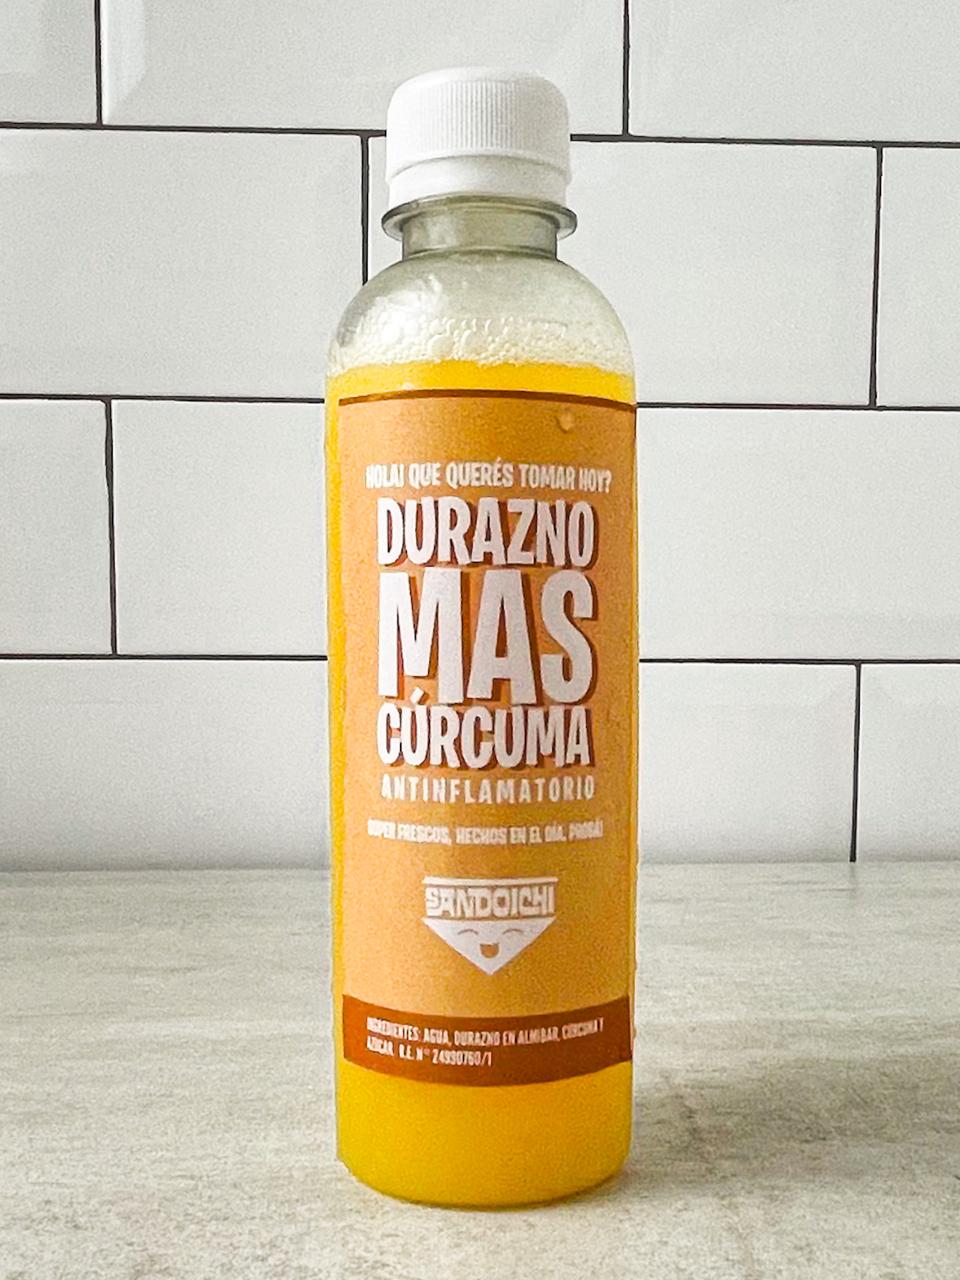 HOLA! QUE QUERÉS TOMAR HOY?
DURAZNO
MAS
CÚRCUMA
ANTINFLAMATORIO
SUPER FRESCOS, HECHOS EN EL DÍA. PROBÁ!
SANDOICHI
INGREDIENTES: AGUA, DURAZNO EN ALMIBAR, CÚRCUMA Y
AZUCAR. R.E. N° 24990760/1